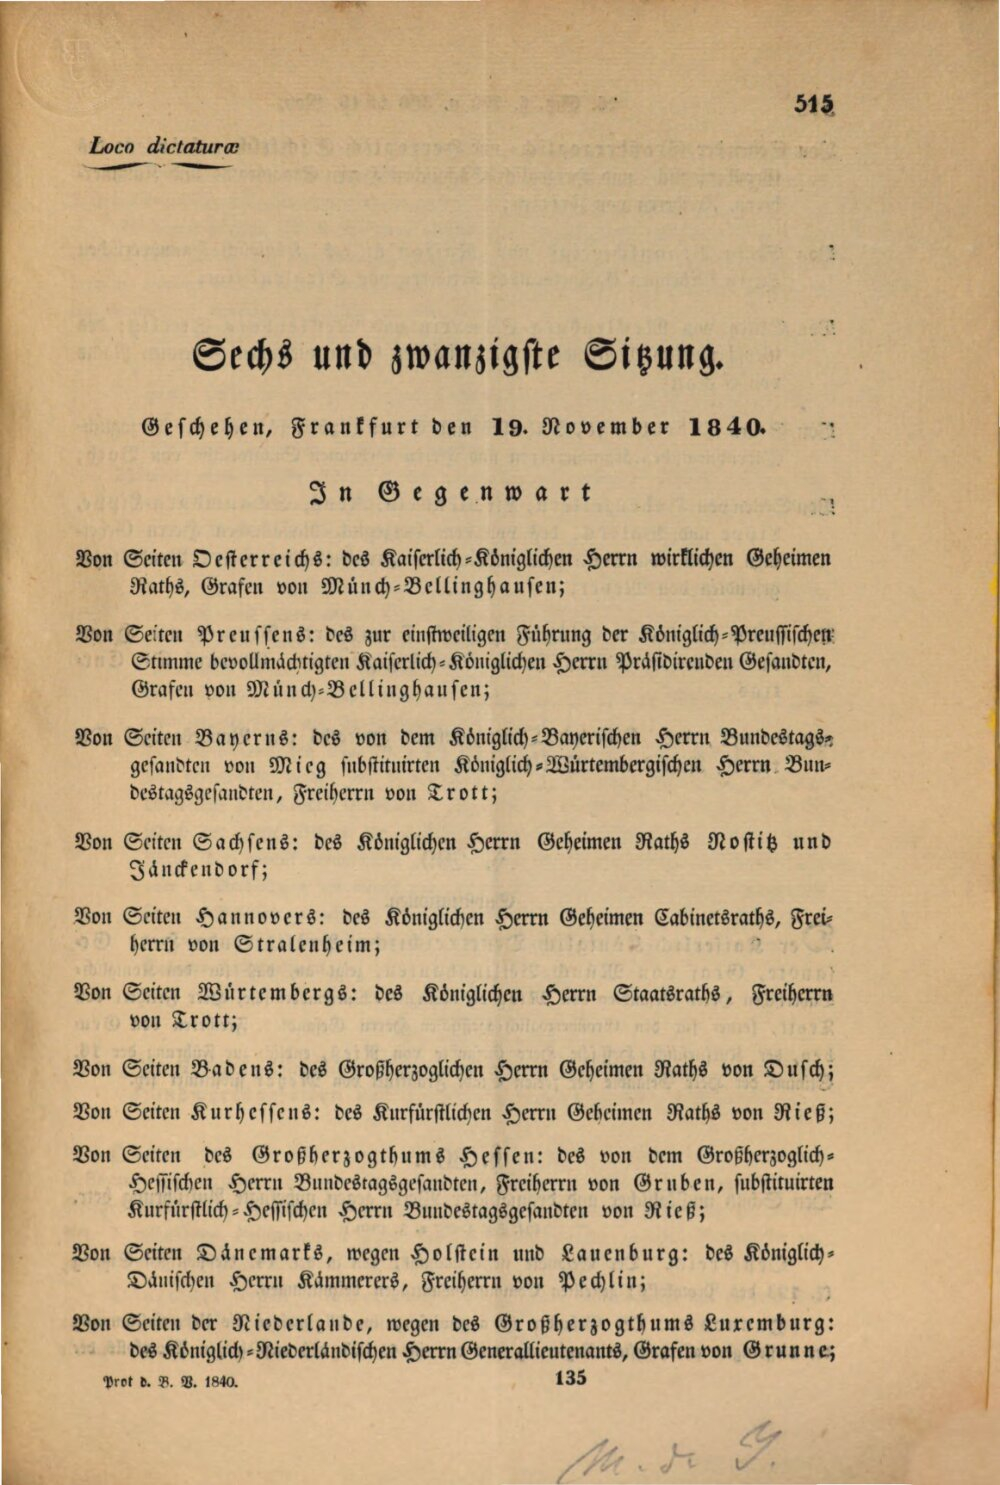 515
Loco dictaturæ
Sechs und zwanzigste Sitzung.
Geschehen, Frankfurt den 19. November 1840.
In Gegenwart
Von Seiten Oesterreichs: des Kaiserlich-Königlichen Herrn wirklichen Geheimen
Raths, Grafen von Münch-Bellinghausen;
Von Seiten Preussens: des zur einstweiligen Führung der Königlich-Preussischen
Stimme bevollmächtigten Kaiserlich-Königlichen Herrn Präsidirenden Gesandten,
Grafen von Münch-Bellinghausen;
Von Seiten Bayerns: des von dem Königlich-Bayerischen Herrn Bundestags-
gesandten von Mieg substituirten Königlich-Würtembergischen Herrn Bun-
destagsgesandten, Freiherrn von Trott;
Von Seiten Sachsens: des Königlichen Herrn Geheimen Raths Nostitz und
Jänckendorf;
Von Seiten Hannovers: des Königlichen Herrn Geheimen Cabinetsraths, Frei-
herrn von Stralenheim;
Von Seiten Würtembergs: des Königlichen Herrn Staatsraths, Freiherrn
von Trott;
Von Seiten Badens: des Großherzoglichen Herrn Geheimen Raths von Dusch;
Von Seiten Kurhessens: des Kurfürstlichen Herrn Geheimen Raths von Rieß;
Von Seiten des Großherzogthums Hessen: des von dem Großherzoglich-
Hessischen Herrn Bundestagsgesandten, Freiherrn von Gruben, substituirten
Kurfürstlich-Hessischen Herrn Bundestagsgesandten von Rieß;
Von Seiten Dänemarks, wegen Holstein und Lauenburg: des Königlich-
Dänischen Herrn Kämmerers, Freiherrn von Pechlin;
Von Seiten der Niederlande, wegen des Großherzogthums Luxemburg:
des Königlich-Niederländischen Herrn Generallieutenants, Grafen von Grunne;
Prot d. B. V. 1840.
135